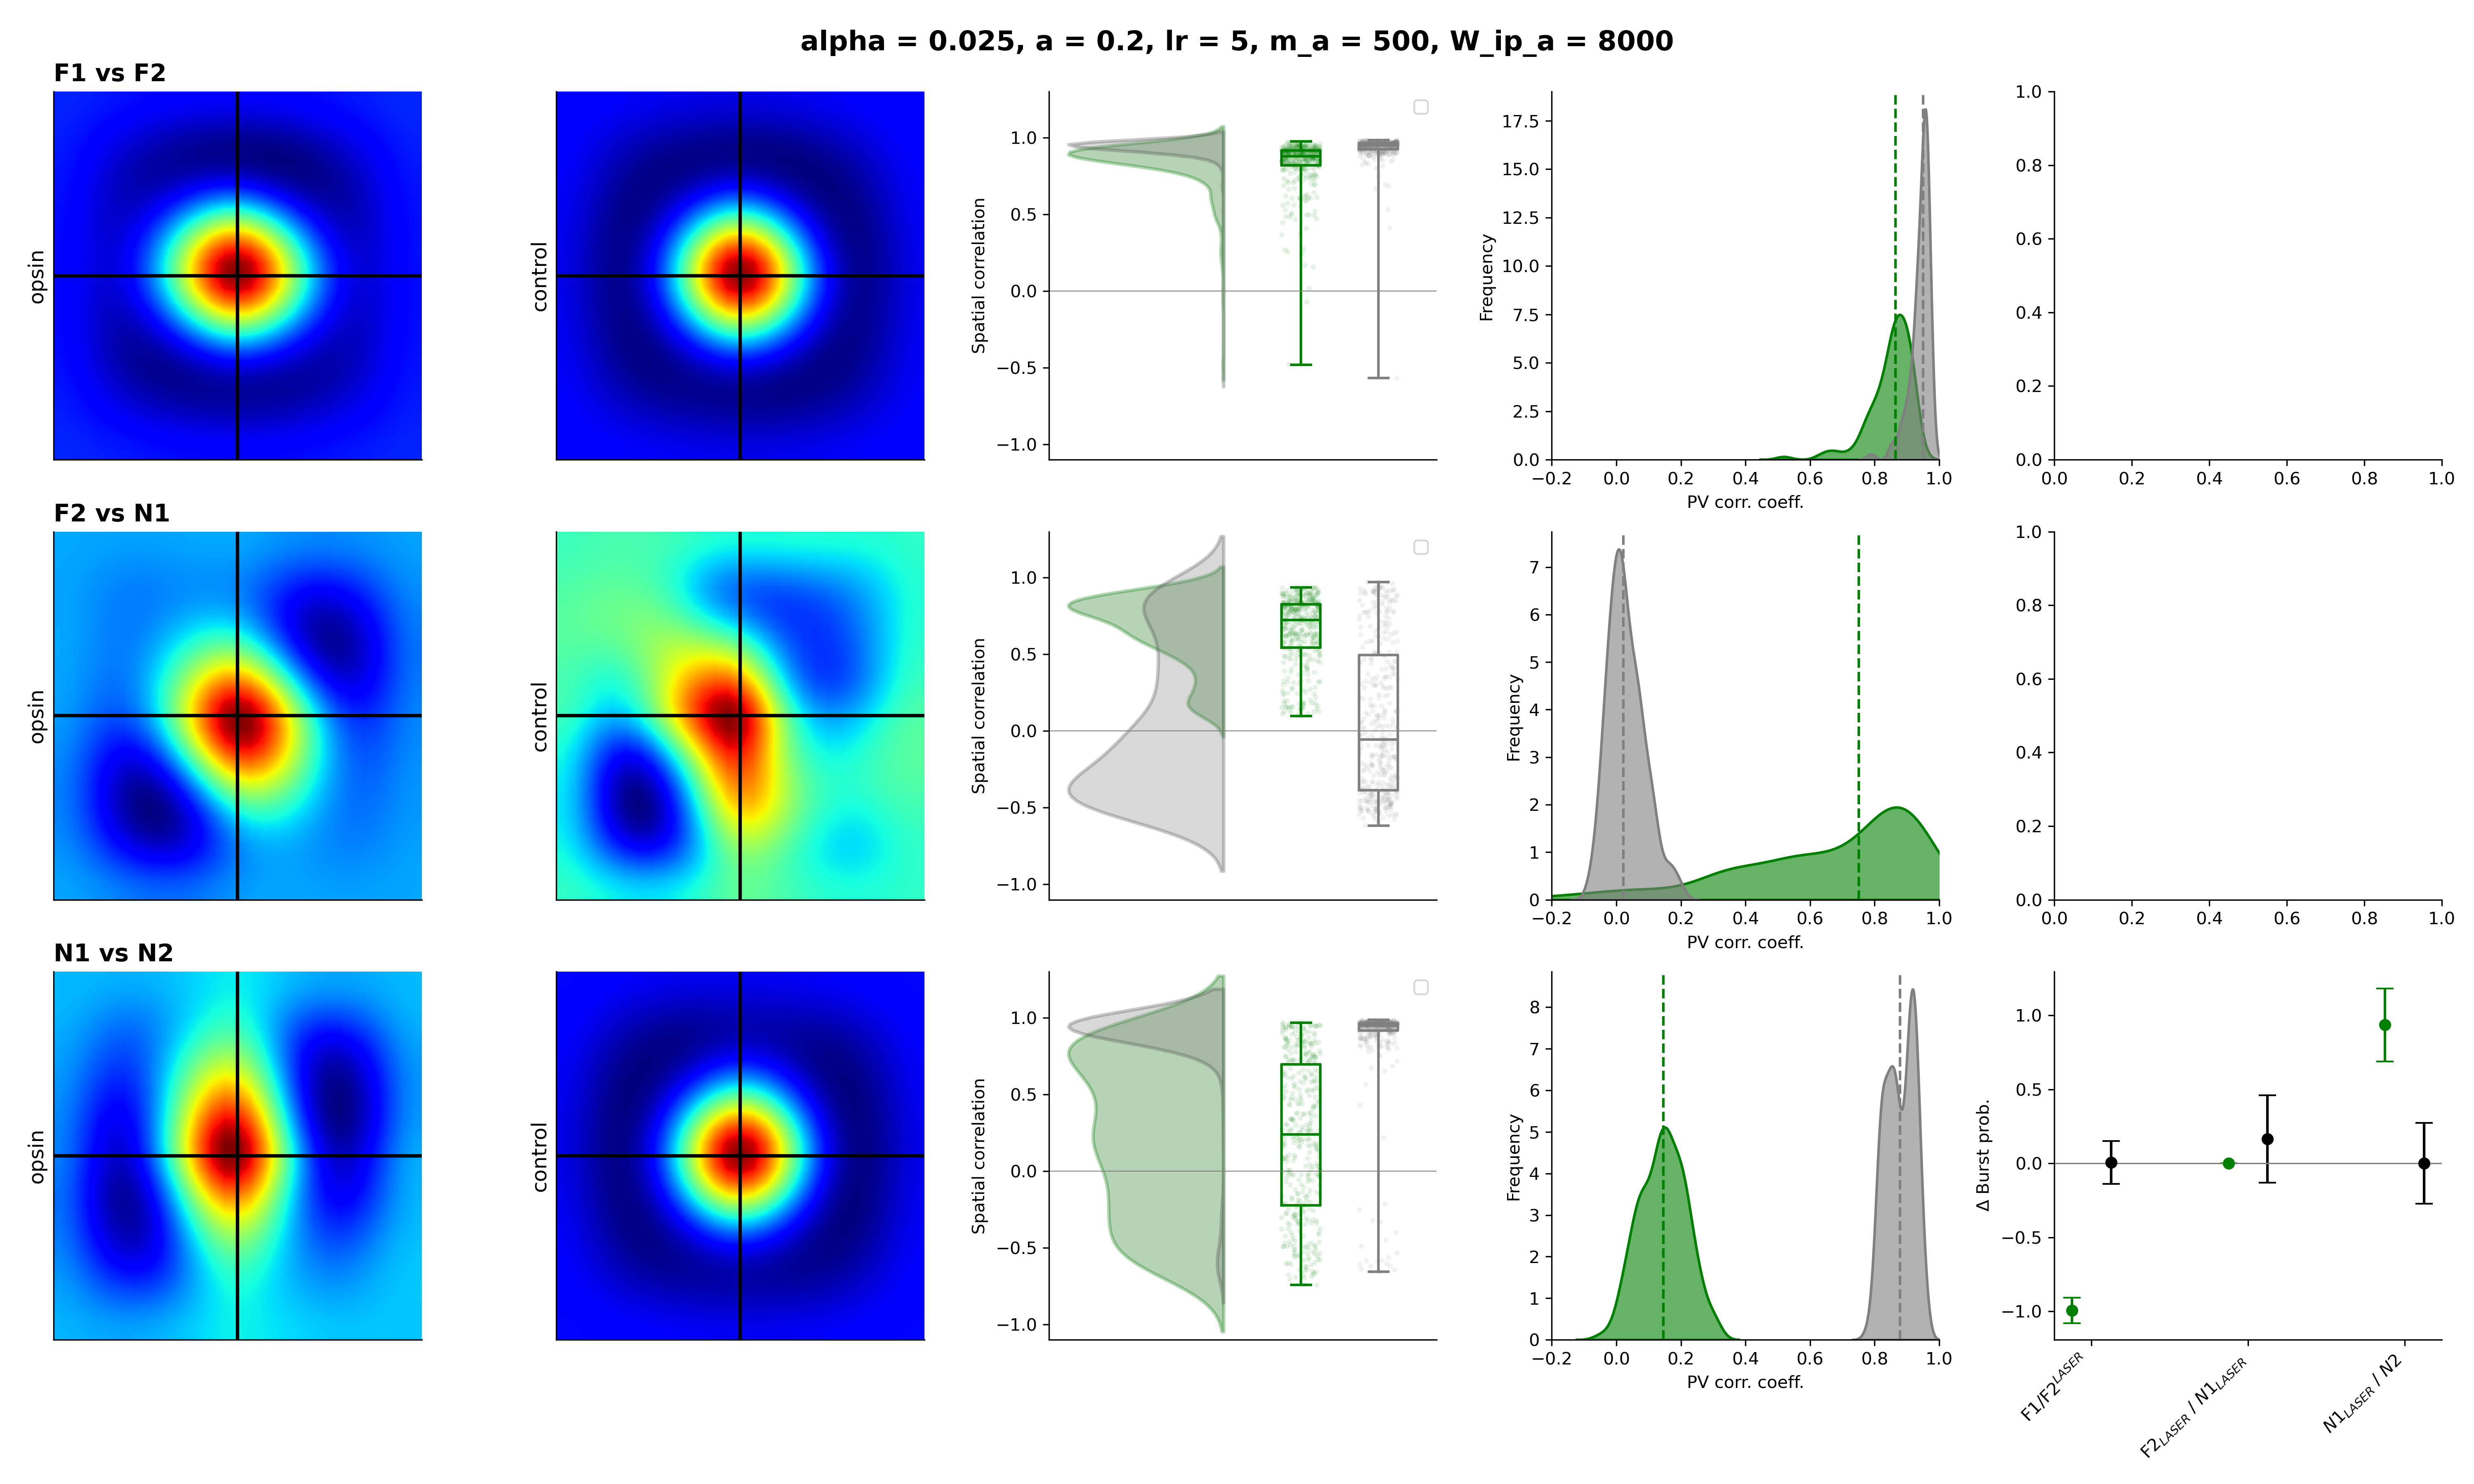 alpha = 0.025, a = 0.2, lr = 5, m_a = 500, W_ip_a = 8000
F1 vs F2
opsin
control
Spatial correlation
1.0
0.5
0.0
−0.5
−1.0
Frequency
17.5
15.0
12.5
10.0
7.5
5.0
2.5
0.0
−0.2 0.0 0.2 0.4 0.6 0.8 1.0
PV corr. coeff.
1.0
0.8
0.6
0.4
0.2
0.0
0.0 0.2 0.4 0.6 0.8 1.0
F2 vs N1
opsin
control
Spatial correlation
1.0
0.5
0.0
−0.5
−1.0
Frequency
7
6
5
4
3
2
1
0
−0.2 0.0 0.2 0.4 0.6 0.8 1.0
PV corr. coeff.
1.0
0.8
0.6
0.4
0.2
0.0
0.0 0.2 0.4 0.6 0.8 1.0
N1 vs N2
opsin
control
Spatial correlation
1.0
0.5
0.0
−0.5
−1.0
Frequency
8
7
6
5
4
3
2
1
0
−0.2 0.0 0.2 0.4 0.6 0.8 1.0
PV corr. coeff.
Δ Burst prob.
1.0
0.5
0.0
−0.5
−1.0
F1/F2^LASER
F2_LASER / N1_LASER
N1_LASER / N2